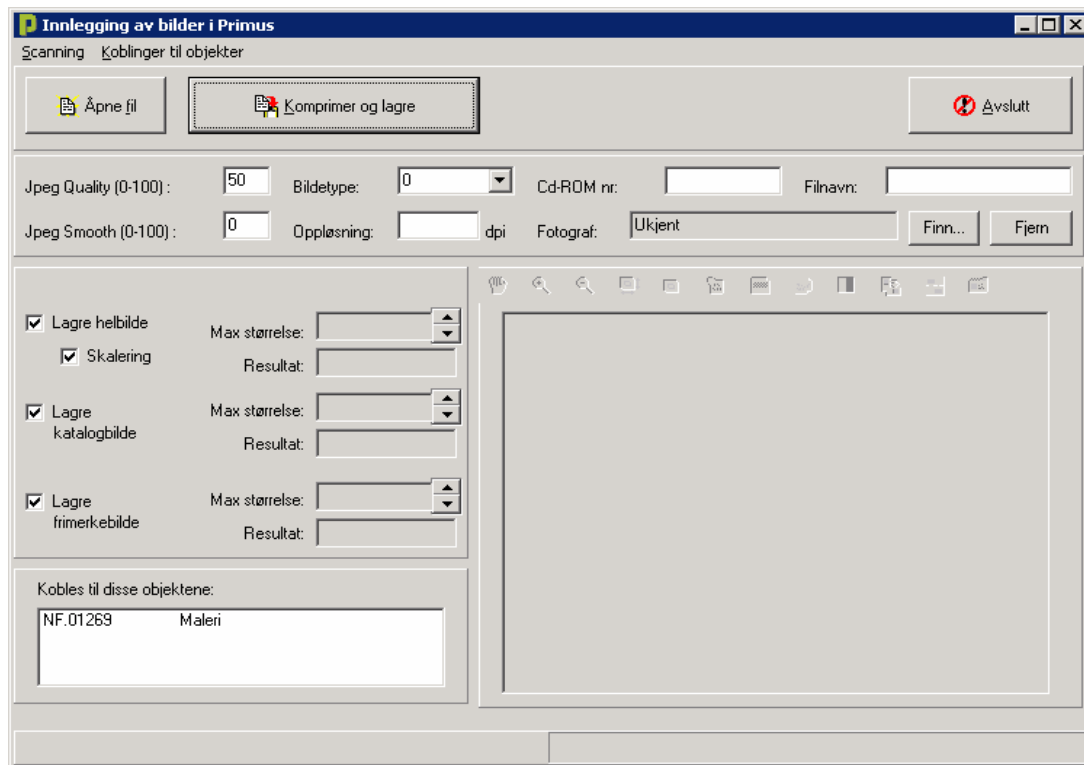 Innlegging av bilder i Primus
Scanning Koblinger til objekter
Åpne fil Komprimer og lagre Avslutt
Jpeg Quality (0-100) : 50 Bildetype: 0 Cd-ROM nr: Filnavn:
Jpeg Smooth (0-100) : 0 Oppløsning: dpi Fotograf: Ukjent Finn... Fjern
Lagre helbilde Max størrelse:
Skalering Resultat:
Lagre Max størrelse:
katalogbilde
Resultat:
Lagre Max størrelse:
frimerkebilde
Resultat:
Kobles til disse objektene:
NF.01269 Maleri